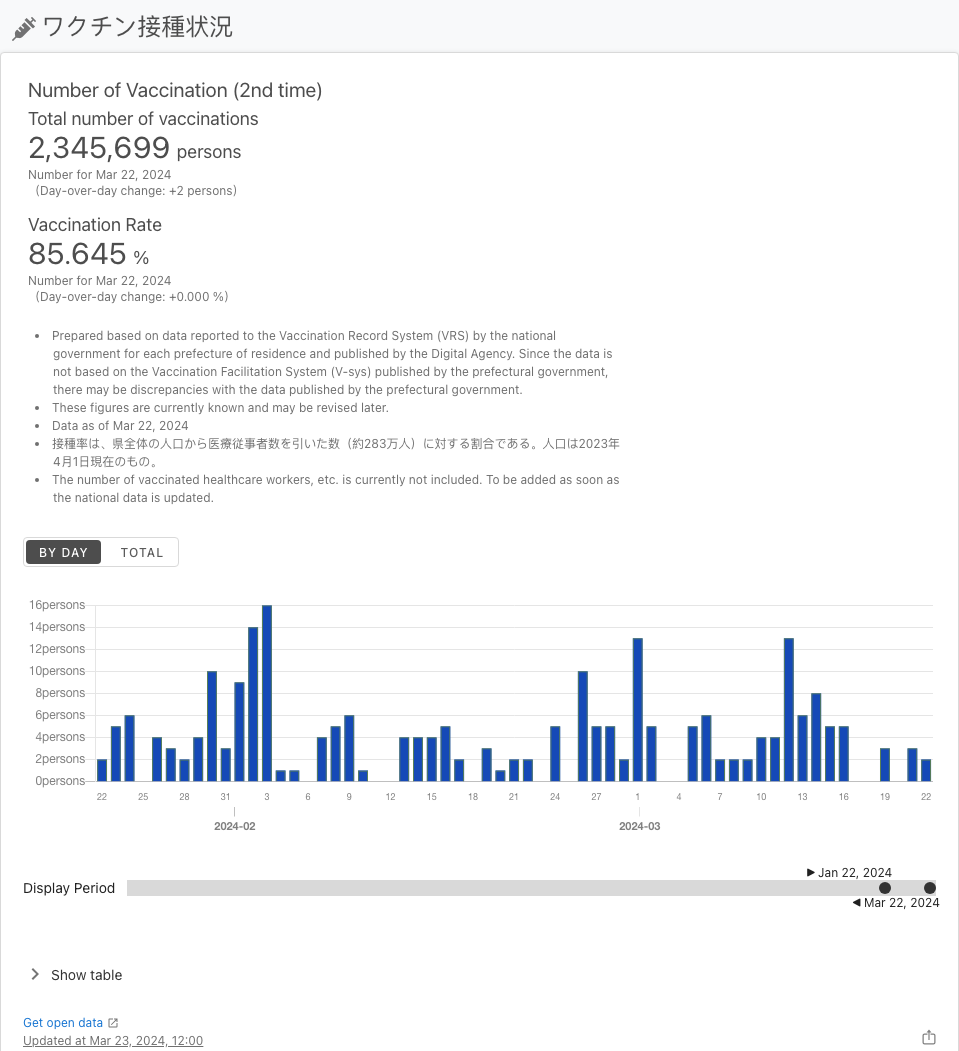 ワクチン接種状況
Number of Vaccination (2nd time)
Total number of vaccinations
2,345,699 persons
Number for Mar 22, 2024
(Day-over-day change: +2 persons)
Vaccination Rate
85.645 %
Number for Mar 22, 2024
(Day-over-day change: +0.000 %)
• Prepared based on data reported to the Vaccination Record System (VRS) by the national
government for each prefecture of residence and published by the Digital Agency. Since the data is
not based on the Vaccination Facilitation System (V-sys) published by the prefectural government,
there may be discrepancies with the data published by the prefectural government.
• These figures are currently known and may be revised later.
• Data as of Mar 22, 2024
• 接種率は、県全体の人口から医療従事者数を引いた数（約283万人）に対する割合である。人口は2023年
4月1日現在のもの。
• The number of vaccinated healthcare workers, etc. is currently not included. To be added as soon as
the national data is updated.
BY DAY TOTAL
16persons
14persons
12persons
10persons
8persons
6persons
4persons
2persons
0persons
22 25 28 31 3 6 9 12 15 18 21 24 27 1 4 7 10 13 16 19 22
2024-02 2024-03
Jan 22, 2024
Display Period
Mar 22, 2024
Show table
Get open data
Updated at Mar 23, 2024, 12:00